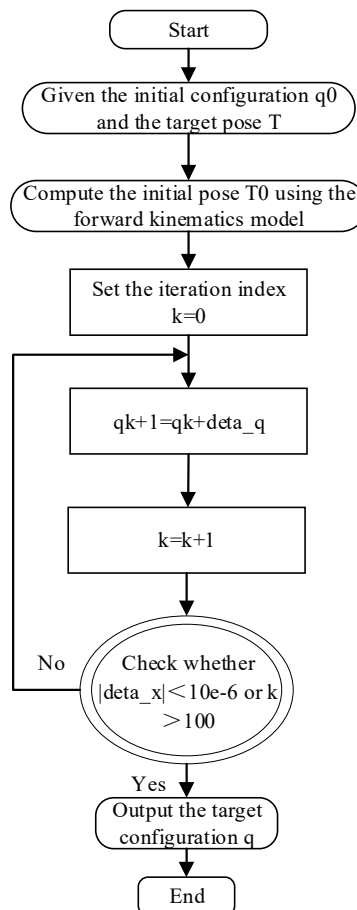 Start
Given the initial configuration q0
and the target pose T
Compute the initial pose T0 using the
forward kinematics model
Set the iteration index
k=0
qk+1=qk+deta_q
k=k+1
No
Check whether
|deta_x|＜10e-6 or k
＞100
Yes
Output the target
configuration q
End